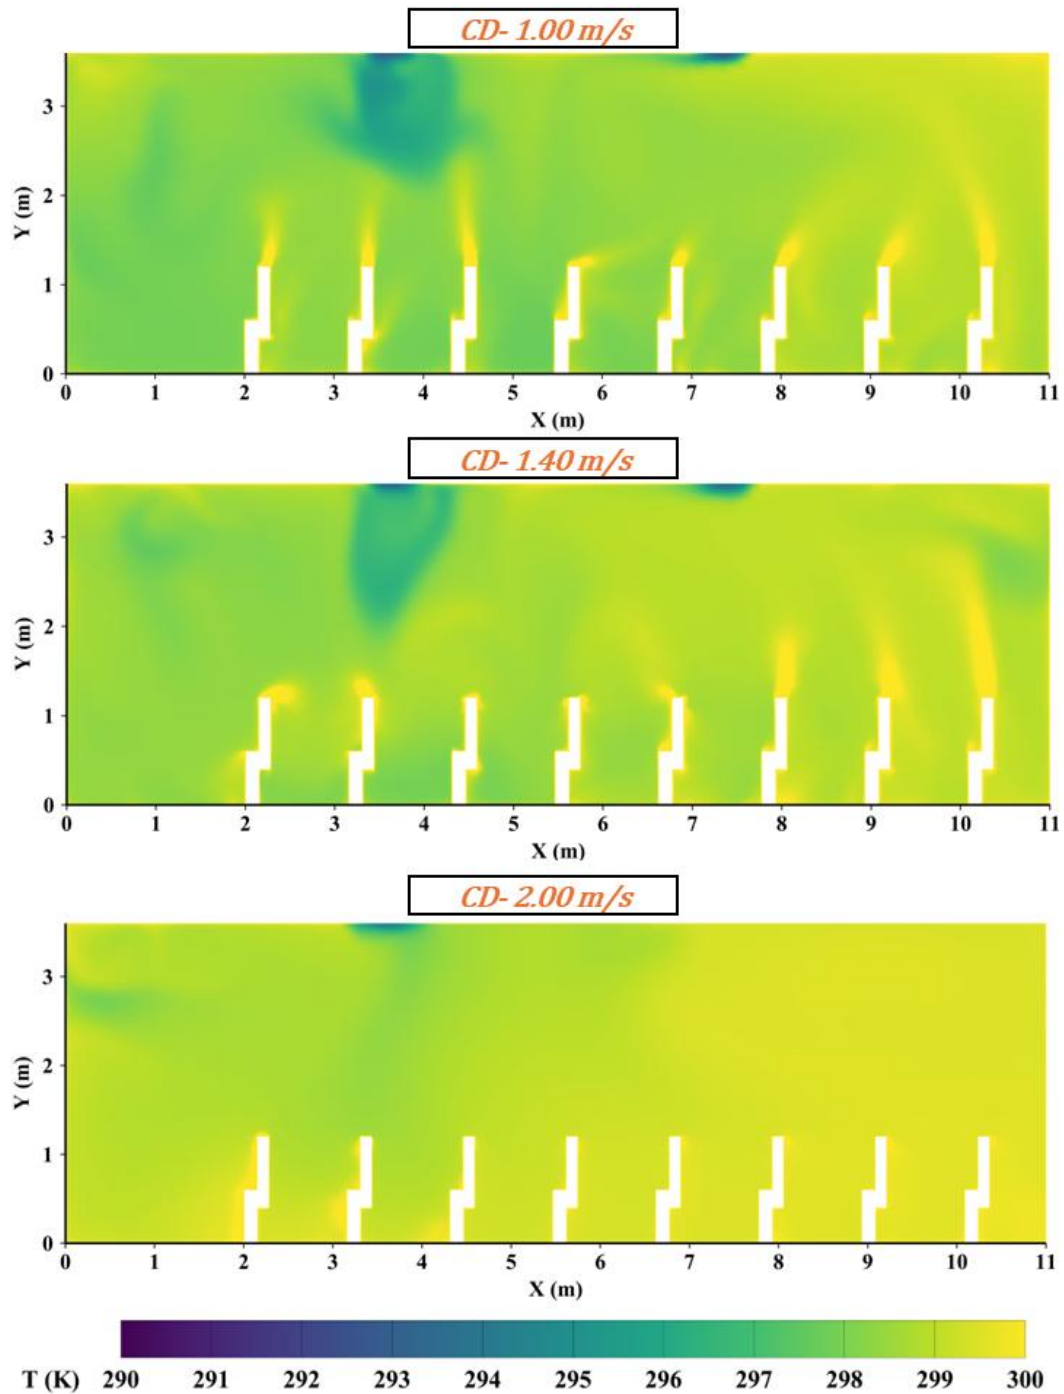 CD- 1.00 m/s
3
2
1
0
Y (m)
0 1 2 3 4 5 6 7 8 9 10 11
X (m)
CD- 1.40 m/s
3
2
1
0
Y (m)
0 1 2 3 4 5 6 7 8 9 10 11
X (m)
CD- 2.00 m/s
3
2
1
0
Y (m)
0 1 2 3 4 5 6 7 8 9 10 11
X (m)
T (K) 290 291 292 293 294 295 296 297 298 299 300